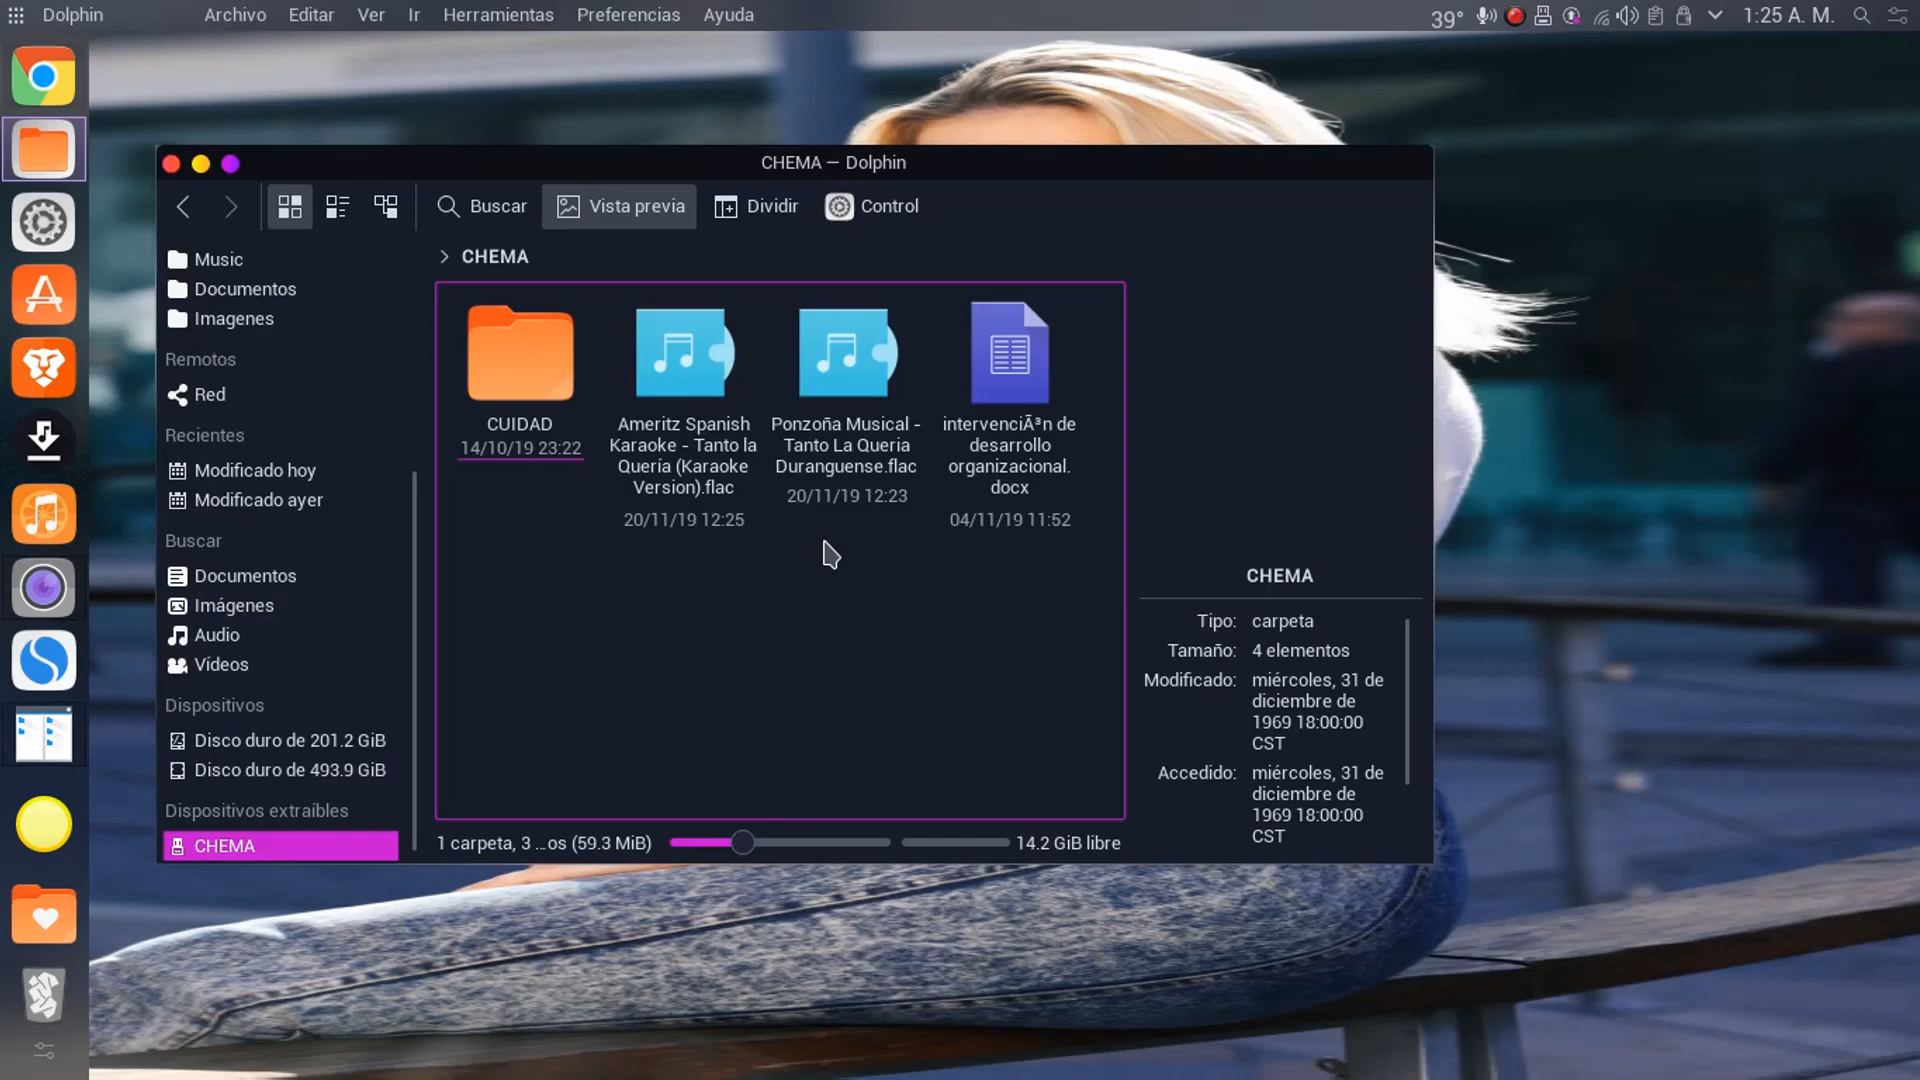 Dolphin
Archivo
Editar
Ver
Ir
Herramientas
Preferencias
Ayuda
39°
1:25 A. M.
CHEMA — Dolphin
Buscar
Vista previa
Dividir
Control
Music
Documentos
Imagenes
Remotos
Red
Recientes
Modificado hoy
Modificado ayer
Buscar
Documentos
Imágenes
Audio
Vídeos
Dispositivos
Disco duro de 201.2 GiB
Disco duro de 493.9 GiB
Dispositivos extraíbles
CHEMA
CHEMA
CUIDAD
14/10/19 23:22
Ameritz Spanish
Karaoke - Tanto la
Quería (Karaoke
Version).flac
20/11/19 12:25
Ponzoña Musical -
Tanto La Queria
Duranguense.flac
20/11/19 12:23
intervenciÃ³n de
desarrollo
organizacional.
docx
04/11/19 11:52
1 carpeta, 3 ...os (59.3 MiB)
14.2 GiB libre
CHEMA
Tipo: carpeta
Tamaño: 4 elementos
Modificado: miércoles, 31 de
diciembre de
1969 18:00:00
CST
Accedido: miércoles, 31 de
diciembre de
1969 18:00:00
CST